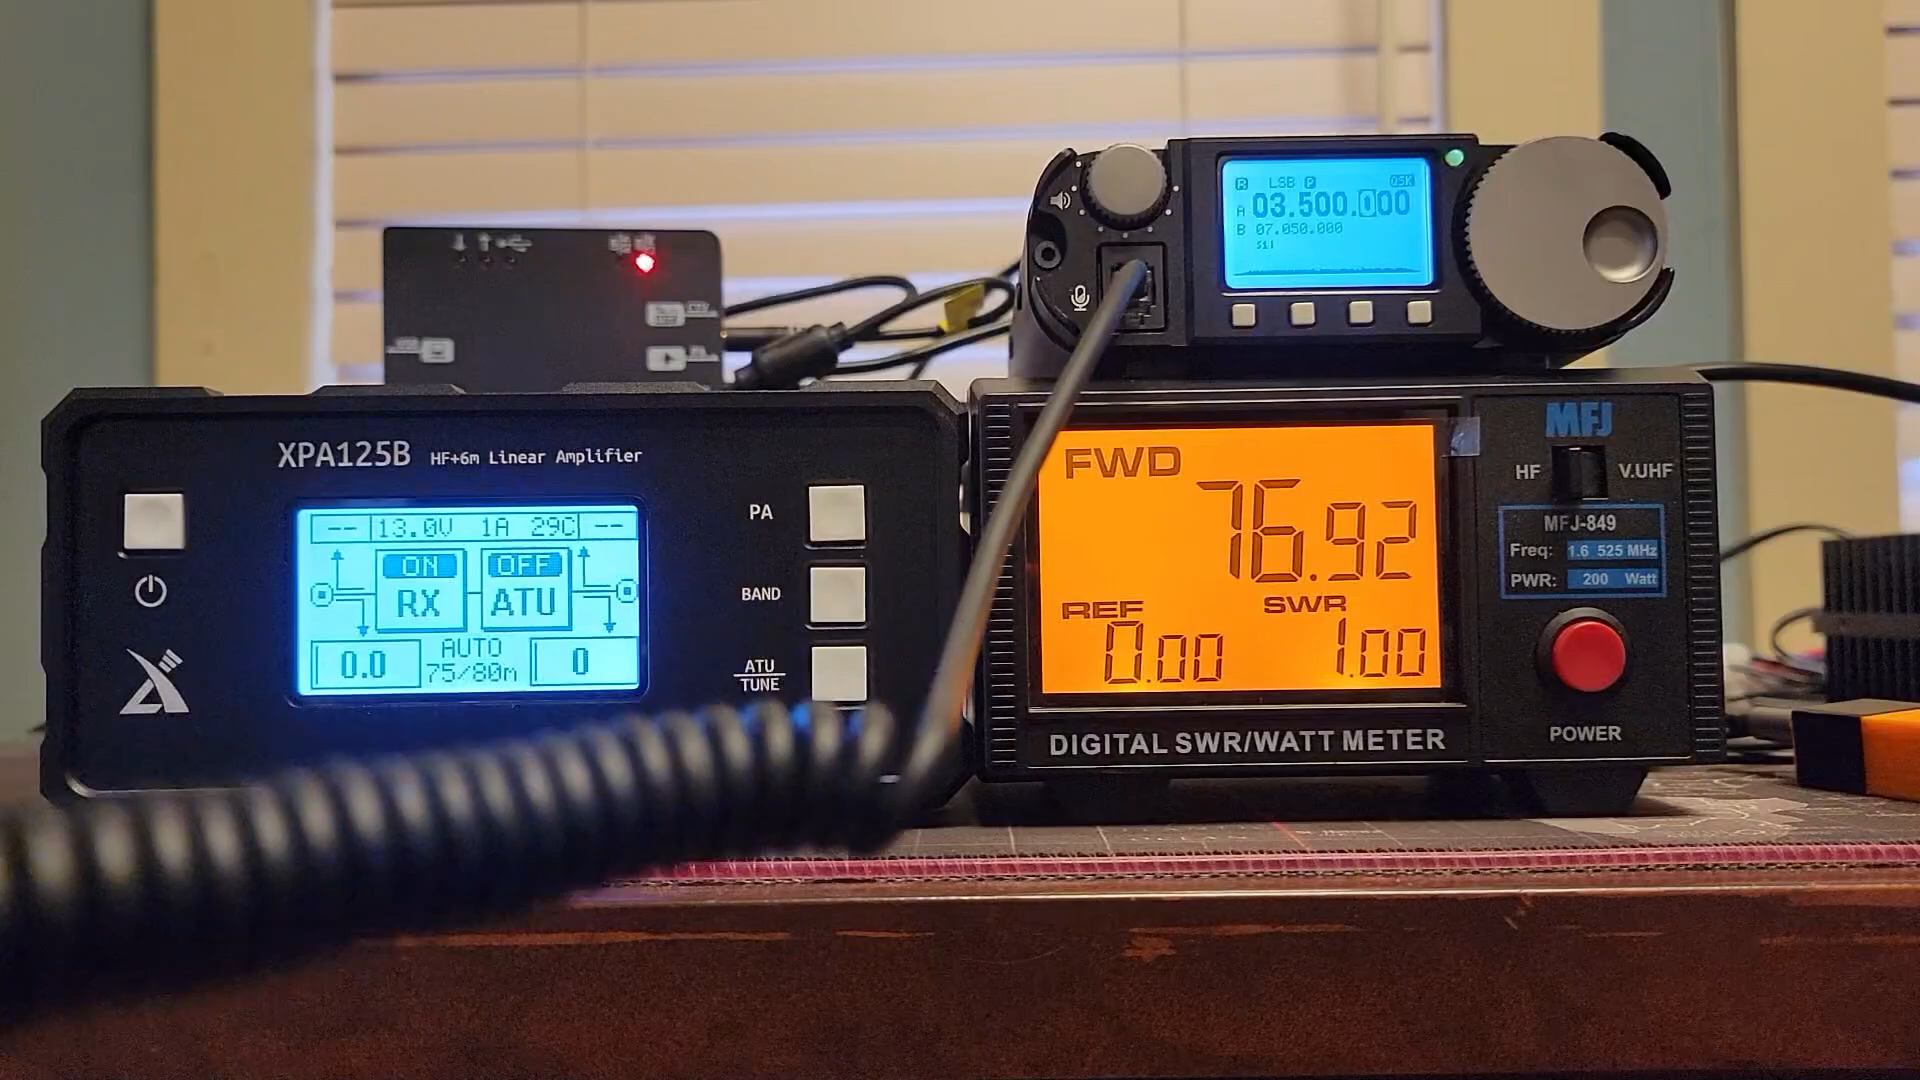 R LSB P QSK
A 03.500.000
B 07.050.000
XPA125B HF+6m Linear Amplifier
-- 13.0V 1A 29C --
ON OFF
RX ATU
0.0 AUTO 75/80m 0
PA
BAND
ATU
TUNE
FWD
76.92
REF SWR
0.00 1.00
DIGITAL SWR/WATT METER
MFJ
HF V.UHF
MFJ-849
Freq: 1.6 525 MHz
PWR: 200 Watt
POWER